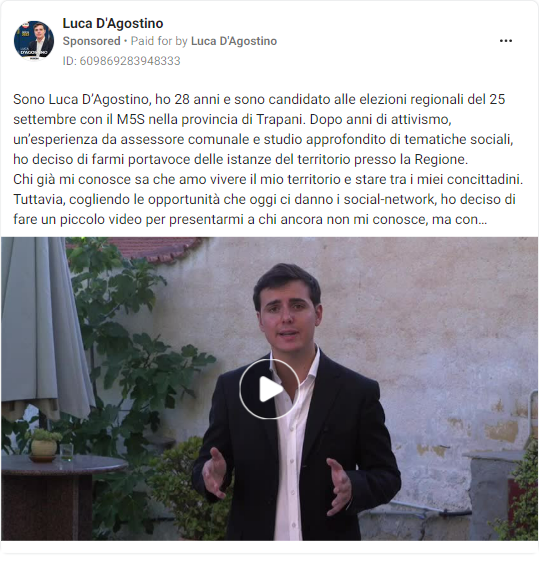 Luca D'Agostino
Sponsored • Paid for by Luca D'Agostino
ID: 609869283948333
Sono Luca D'Agostino, ho 28 anni e sono candidato alle elezioni regionali del 25
settembre con il M5S nella provincia di Trapani. Dopo anni di attivismo,
un'esperienza da assessore comunale e studio approfondito di tematiche sociali,
ho deciso di farmi portavoce delle istanze del territorio presso la Regione.
Chi già mi conosce sa che amo vivere il mio territorio e stare tra i miei concittadini.
Tuttavia, cogliendo le opportunità che oggi ci danno i social-network, ho deciso di
fare un piccolo video per presentarmi a chi ancora non mi conosce, ma con...